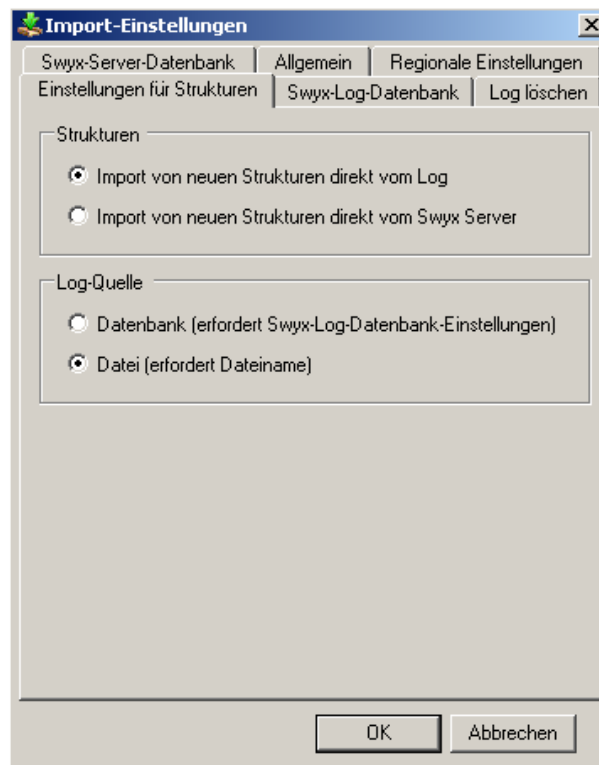 Import-Einstellungen
Swyx-Server-Datenbank Allgemein Regionale Einstellungen
Einstellungen für Strukturen Swyx-Log-Datenbank Log löschen
Strukturen
Import von neuen Strukturen direkt vom Log
Import von neuen Strukturen direkt vom Swyx Server
Log-Quelle
Datenbank (erfordert Swyx-Log-Datenbank-Einstellungen)
Datei (erfordert Dateiname)
OK Abbrechen